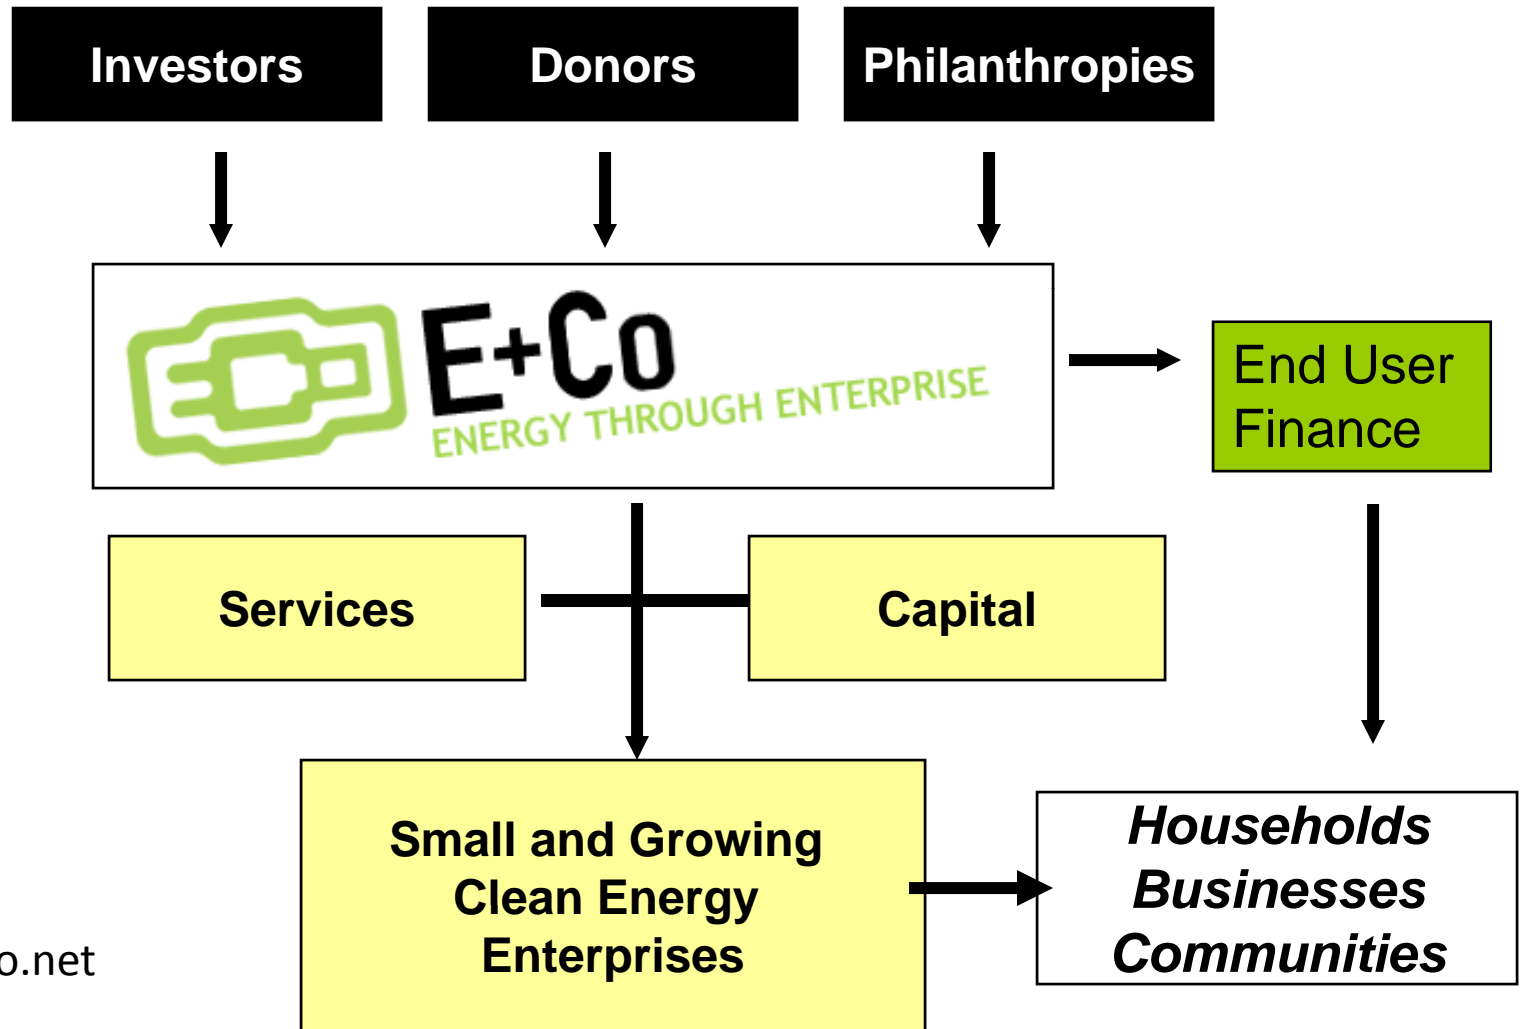 Investors
Donors
Philanthropies
E+Co
ENERGY THROUGH ENTERPRISE
End User
Finance
Services
Capital
Small and Growing
Clean Energy
Enterprises
Households
Businesses
Communities
o.net